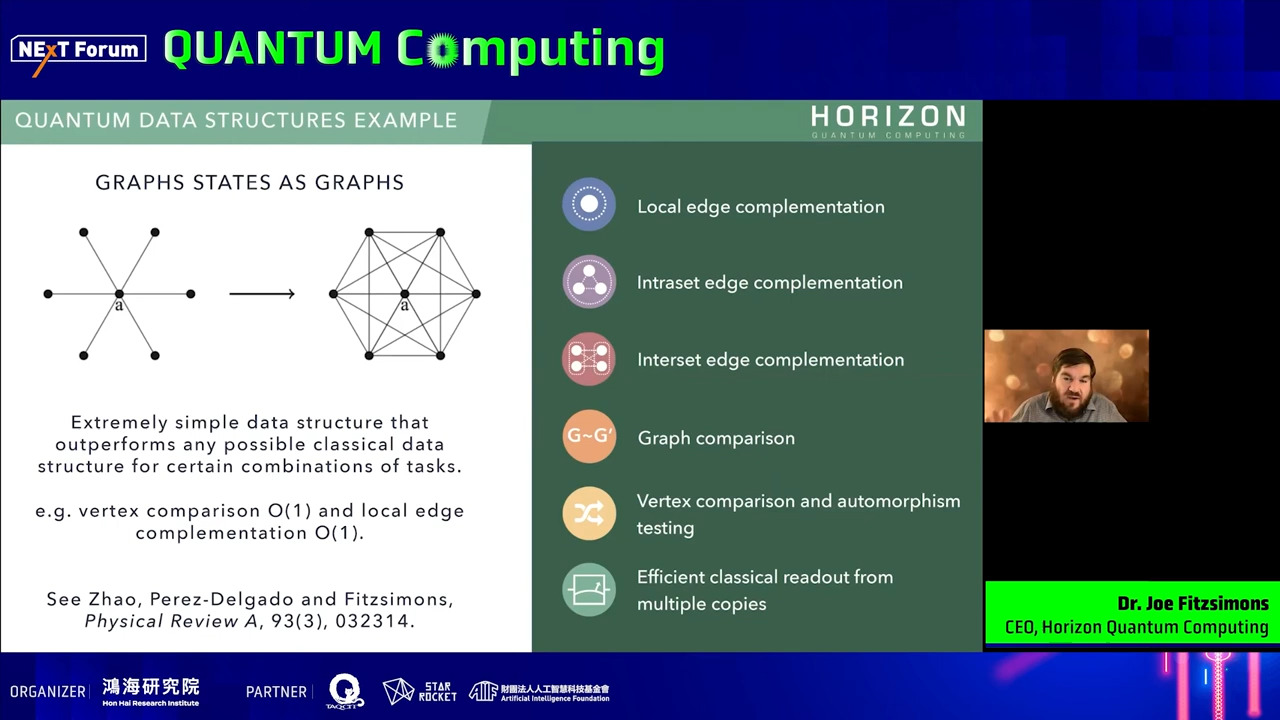 NExT Forum
QUANTUM Computing
QUANTUM DATA STRUCTURES EXAMPLE
HORIZON
QUANTUM COMPUTING
GRAPHS STATES AS GRAPHS
a
a
Extremely simple data structure that
outperforms any possible classical data
structure for certain combinations of tasks.
e.g. vertex comparison O(1) and local edge
complementation O(1).
See Zhao, Perez-Delgado and Fitzsimons,
Physical Review A, 93(3), 032314.
Local edge complementation
Intraset edge complementation
Interset edge complementation
G~G'
Graph comparison
Vertex comparison and automorphism
testing
Efficient classical readout from
multiple copies
Dr. Joe Fitzsimons
CEO, Horizon Quantum Computing
ORGANIZER
鴻海研究院
Hon Hai Research Institute
PARTNER
TAQCIT
STAR
ROCKET
財團法人人工智慧科技基金會
Artificial Intelligence Foundation